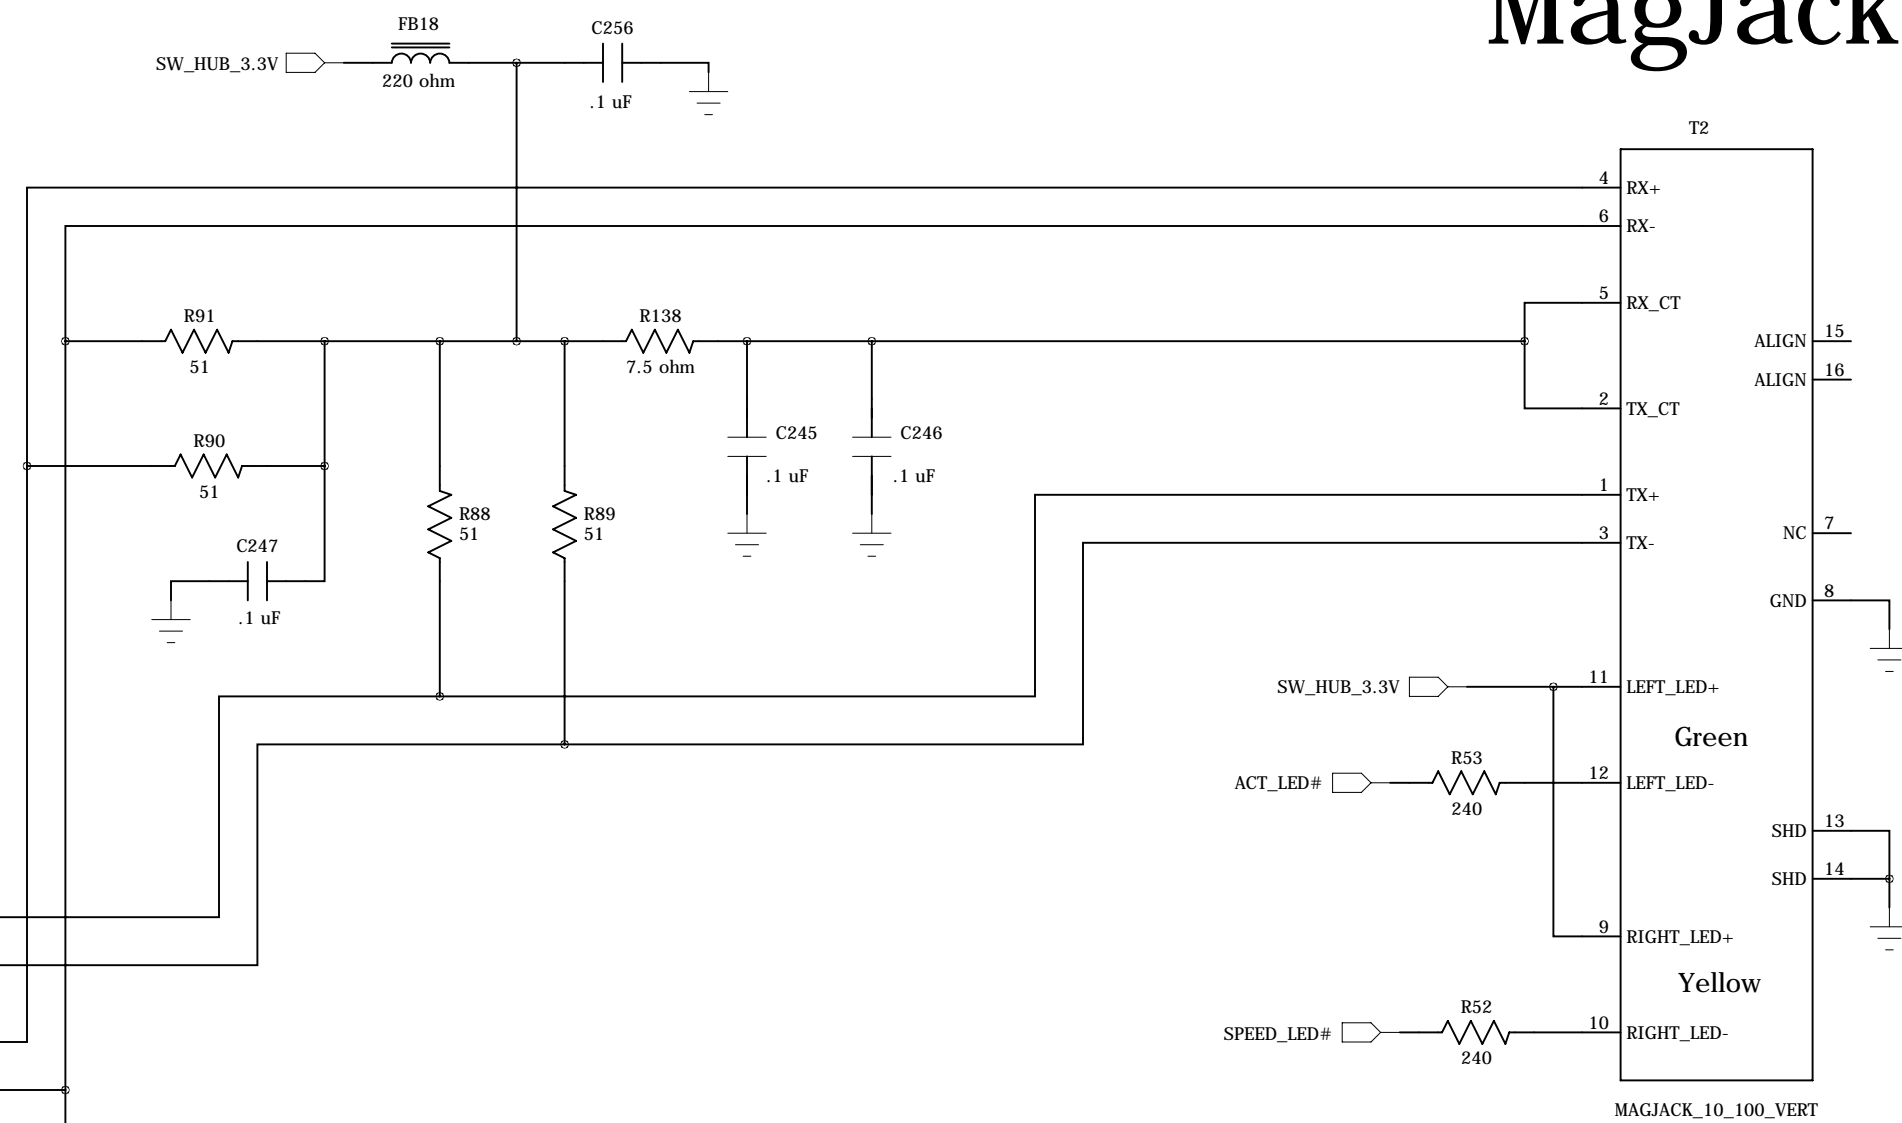 MagJack
FB18
SW_HUB_3.3V
220 ohm
C256
.1 uF
T2
4 RX+
6 RX-
5 RX_CT
R91
51
R138
7.5 ohm
ALIGN 15
ALIGN 16
2 TX_CT
R90
51
C245
.1 uF
C246
.1 uF
1 TX+
R88
51
R89
51
3 TX-
NC 7
C247
.1 uF
GND 8
SW_HUB_3.3V
11 LEFT_LED+
Green
R53
ACT_LED#
240
12 LEFT_LED-
SHD 13
SHD 14
9 RIGHT_LED+
Yellow
R52
SPEED_LED#
240
10 RIGHT_LED-
MAGJACK_10_100_VERT